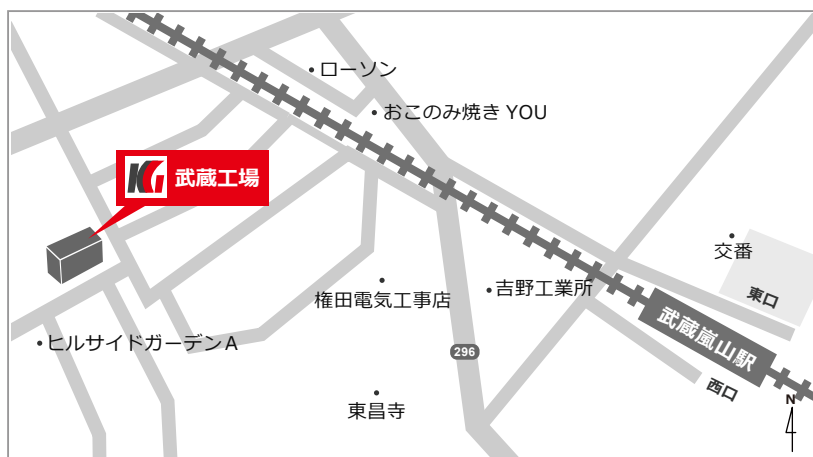 ローソン
おこのみ焼き YOU
KG 武蔵工場
交番
東口
権田電気工事店
吉野工業所
武蔵嵐山駅
ヒルサイドガーデンA
296
西口
東昌寺
N